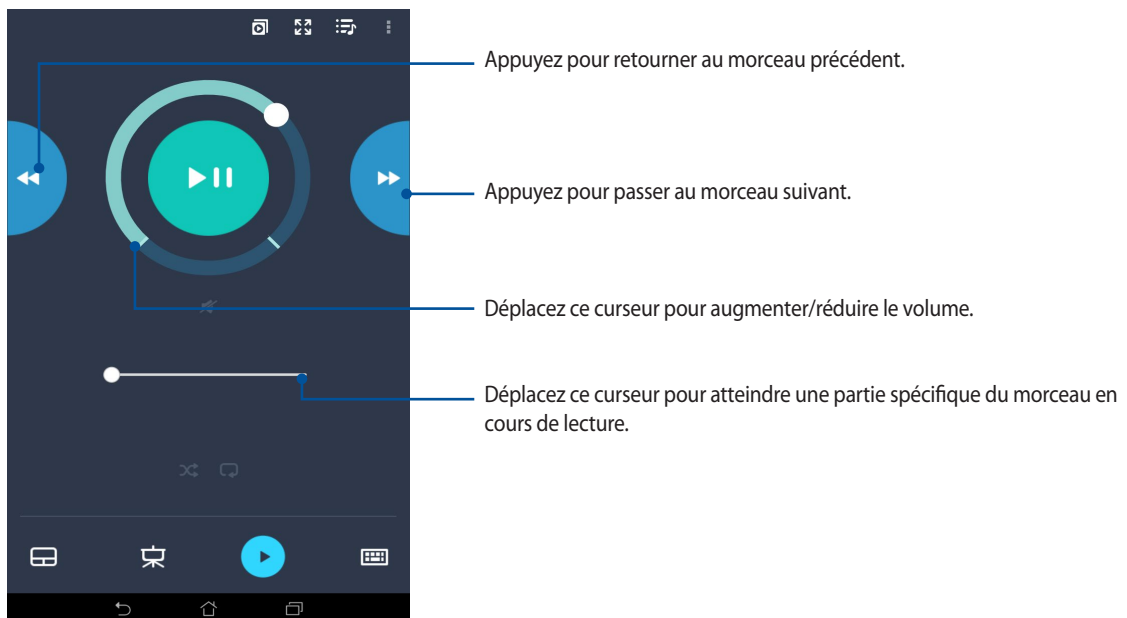 Appuyez pour retourner au morceau précédent.
Appuyez pour passer au morceau suivant.
Déplacez ce curseur pour augmenter/réduire le volume.
Déplacez ce curseur pour atteindre une partie spécifique du morceau en
cours de lecture.